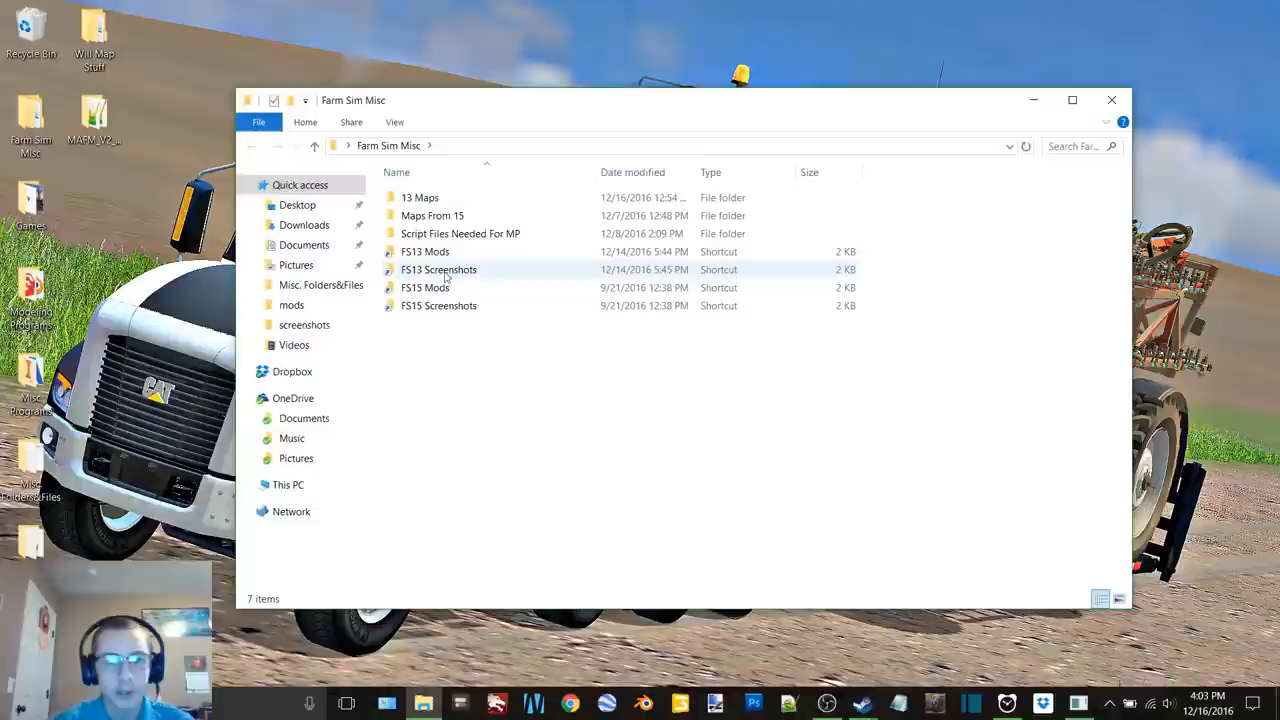 Recycle Bin
Will Map
Stuff
Farm Sim
Misc
MAFM_V2_...
Games
Modeling
Programs
Misc
Programs
Misc
Folders&Files
Farm Sim Misc
File
Home
Share
View
Farm Sim Misc
Search Far...
Name
Date modified
Type
Size
Quick access
Desktop
Downloads
Documents
Pictures
Misc. Folders&Files
mods
screenshots
Videos
Dropbox
OneDrive
Documents
Music
Pictures
This PC
Network
13 Maps 12/16/2016 12:54 ... File folder
Maps From 15 12/7/2016 12:48 PM File folder
Script Files Needed For MP 12/8/2016 2:09 PM File folder
FS13 Mods 12/14/2016 5:44 PM Shortcut 2 KB
FS13 Screenshots 12/14/2016 5:45 PM Shortcut 2 KB
FS15 Mods 9/21/2016 12:38 PM Shortcut 2 KB
FS15 Screenshots 9/21/2016 12:38 PM Shortcut 2 KB
7 items
CAT
4:03 PM
12/16/2016